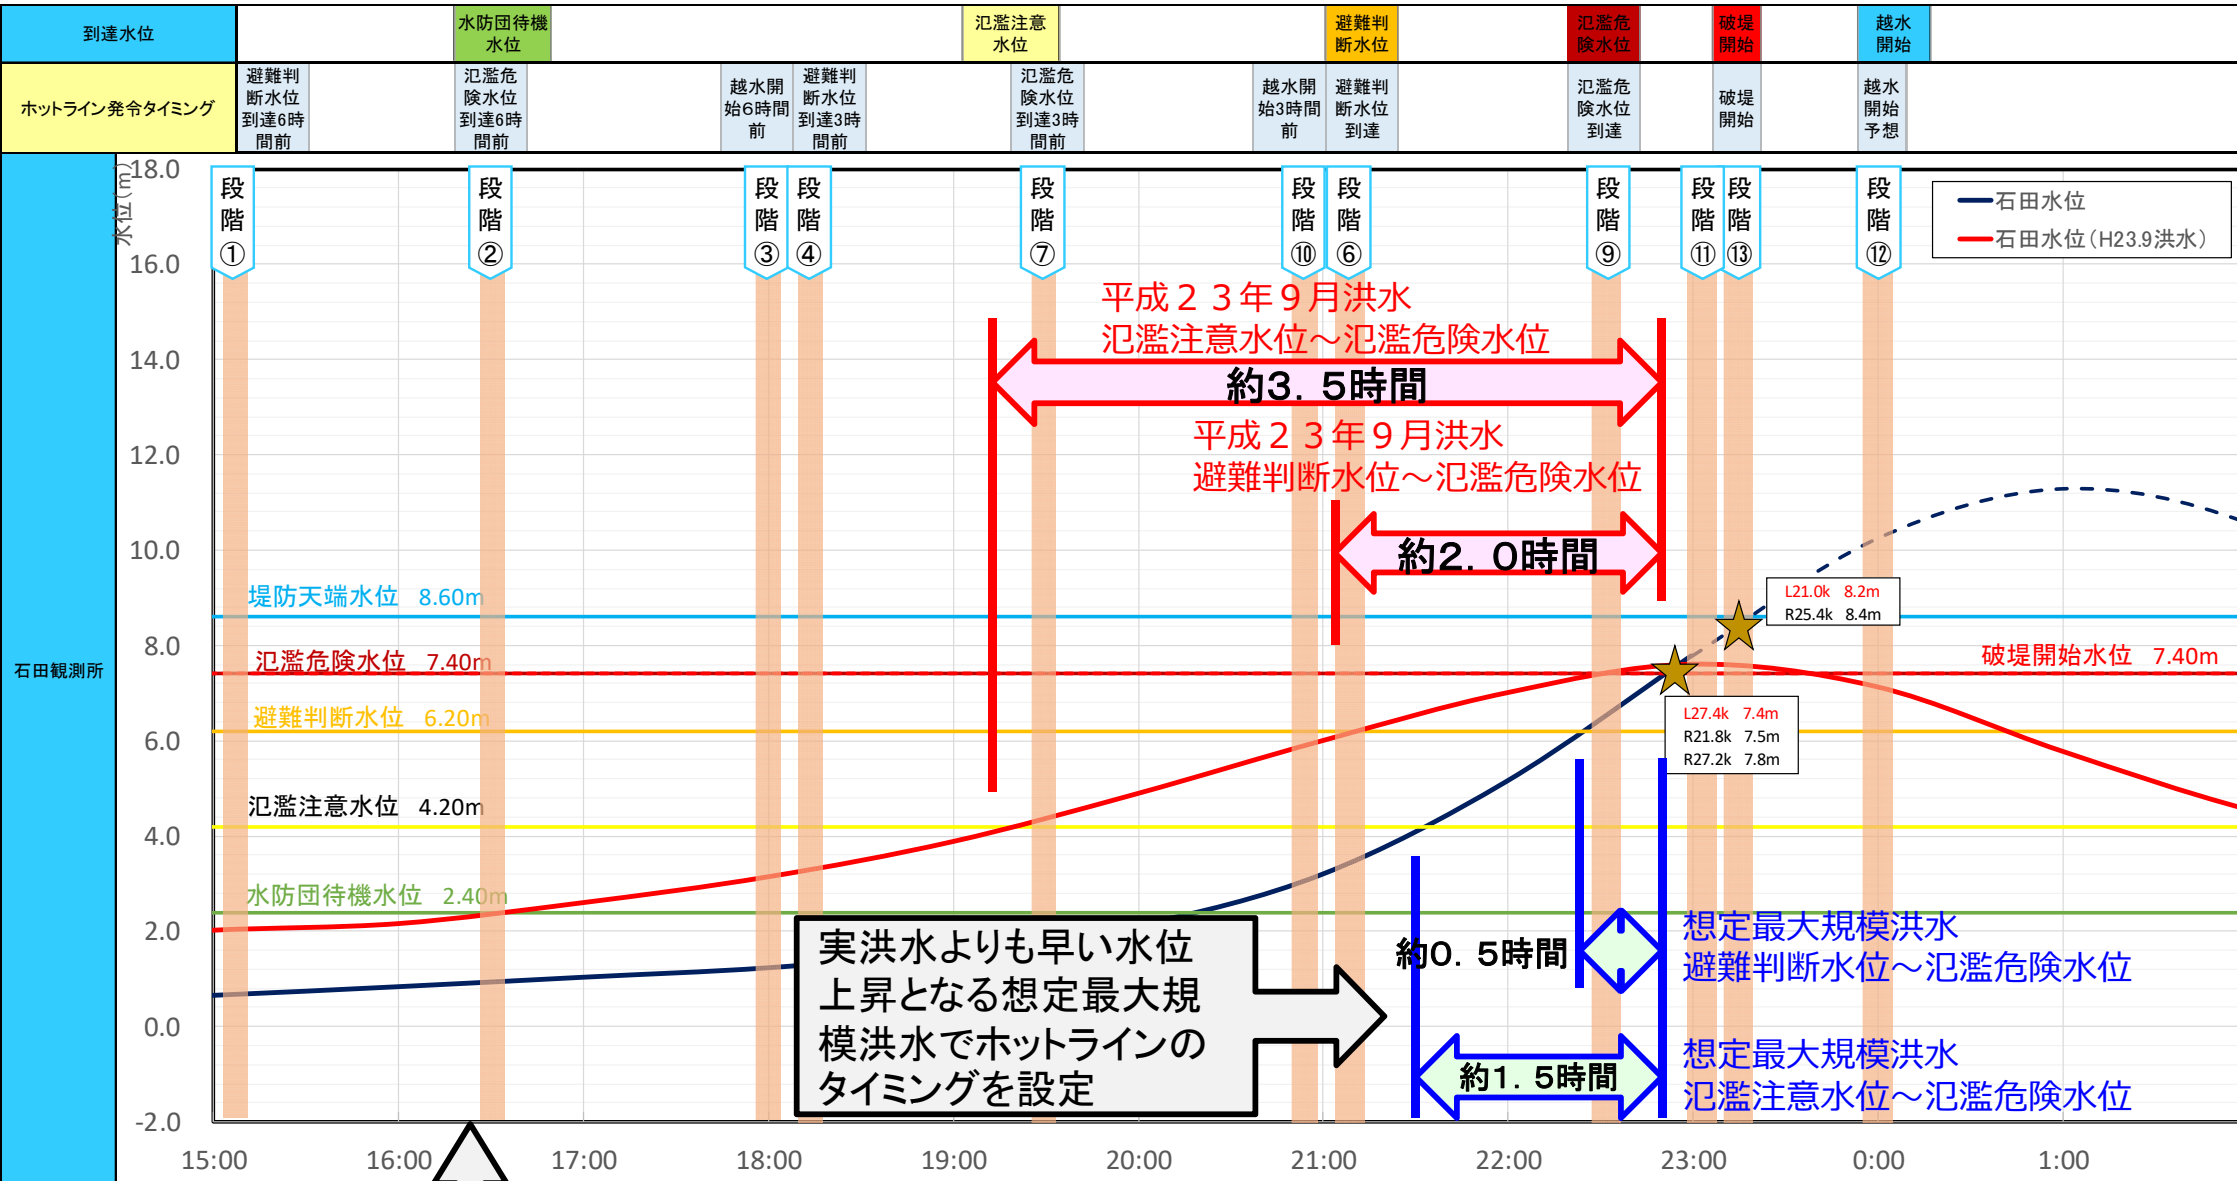 到達水位
水防団待機
水位
氾濫注意
水位
避難判
断水位
氾濫危
険水位
破堤
開始
越水
開始
ホットライン発令タイミング
避難判
断水位
到達6時
間前
氾濫危
険水位
到達6時
間前
越水開
始6時間
前
避難判
断水位
到達3時
間前
氾濫危
険水位
到達3時
間前
越水開
始3時間
前
避難判
断水位
到達
氾濫危
険水位
到達
破堤
開始
越水
開始
予想
石田観測所
水位(m)
18.0
16.0
14.0
12.0
10.0
8.0
6.0
4.0
2.0
0.0
-2.0
段階①
段階②
段階③
段階④
段階⑦
段階⑩
段階⑥
段階⑨
段階⑪
段階⑬
段階⑫
石田水位
石田水位(H23.9洪水)
平成23年9月洪水
氾濫注意水位～氾濫危険水位
約3.5時間
平成23年9月洪水
避難判断水位～氾濫危険水位
約2.0時間
堤防天端水位 8.60m
氾濫危険水位 7.40m
避難判断水位 6.20m
氾濫注意水位 4.20m
水防団待機水位 2.40m
破堤開始水位 7.40m
L21.0k 8.2m
R25.4k 8.4m
L27.4k 7.4m
R21.8k 7.5m
R27.2k 7.8m
実洪水よりも早い水位
上昇となる想定最大規
模洪水でホットラインの
タイミングを設定
約0.5時間
想定最大規模洪水
避難判断水位～氾濫危険水位
約1.5時間
想定最大規模洪水
氾濫注意水位～氾濫危険水位
15:00
16:00
17:00
18:00
19:00
20:00
21:00
22:00
23:00
0:00
1:00